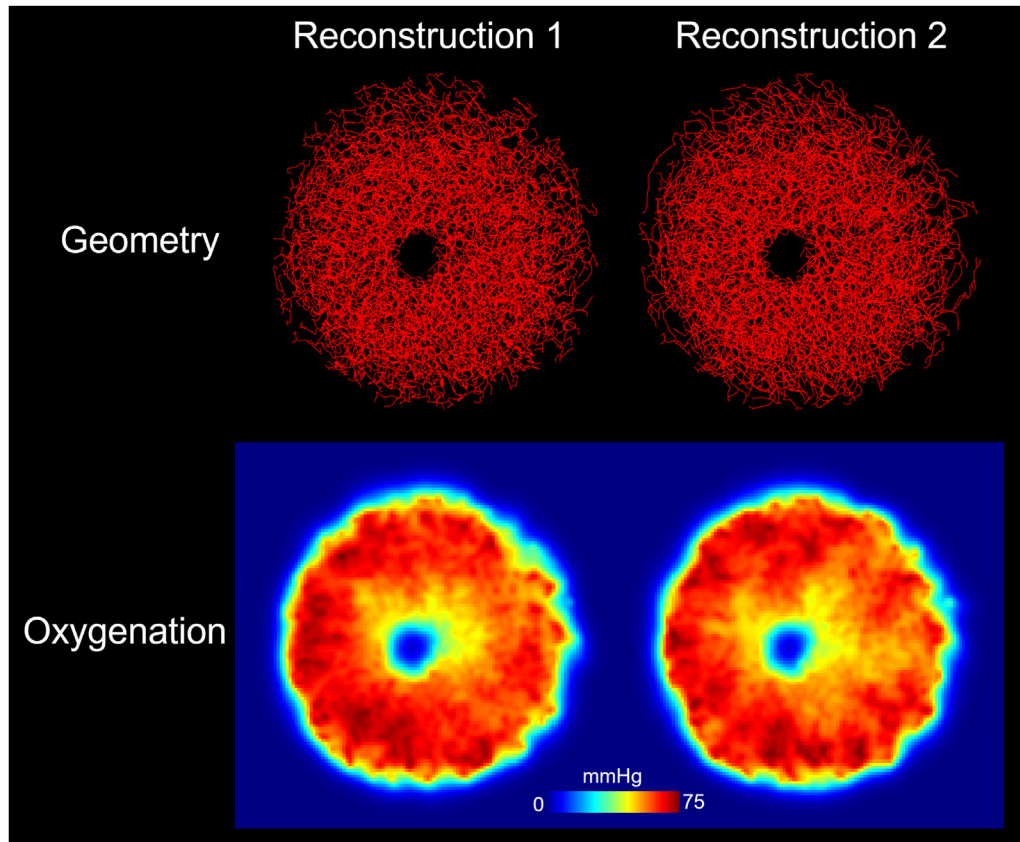 Reconstruction 1
Reconstruction 2
Geometry
Oxygenation
mmHg
0
75